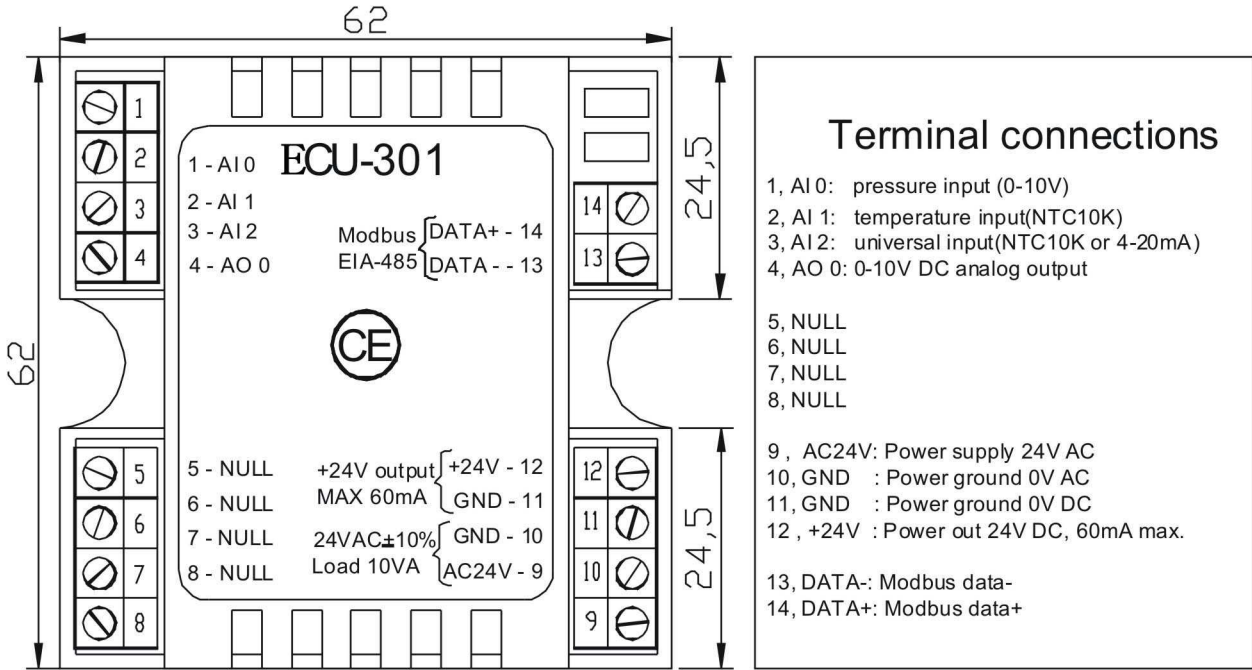 62
62
24,5
24,5
1
2
3
4
ECU-301
1 - AI 0
2 - AI 1
3 - AI 2
4 - AO 0
Modbus
EIA-485
DATA+ - 14
DATA - - 13
14
13
CE
5
6
7
8
5 - NULL
6 - NULL
7 - NULL
8 - NULL
+24V output
MAX 60mA
+24V - 12
GND - 11
24VAC±10%
Load 10VA
GND - 10
AC24V - 9
12
11
10
9
Terminal connections
1, AI 0: pressure input (0-10V)
2, AI 1: temperature input(NTC10K)
3, AI 2: universal input(NTC10K or 4-20mA)
4, AO 0: 0-10V DC analog output
5, NULL
6, NULL
7, NULL
8, NULL
9 , AC24V: Power supply 24V AC
10, GND : Power ground 0V AC
11, GND : Power ground 0V DC
12 , +24V : Power out 24V DC, 60mA max.
13, DATA-: Modbus data-
14, DATA+: Modbus data+